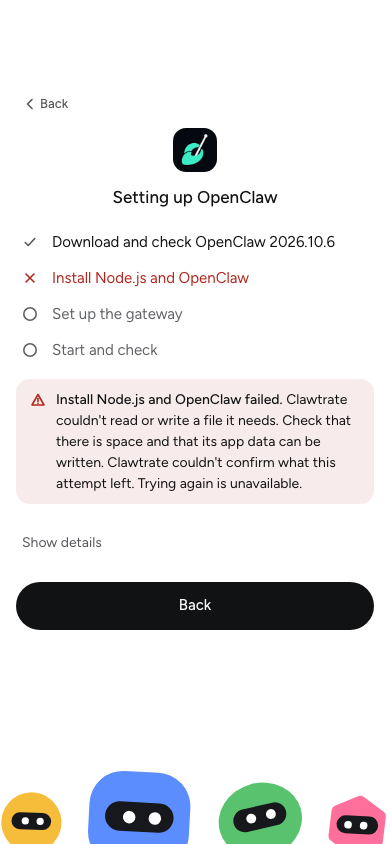 Back
Setting up OpenClaw
Download and check OpenClaw 2026.10.6
Install Node.js and OpenClaw
Set up the gateway
Start and check
Install Node.js and OpenClaw failed. Clawtrate
couldn't read or write a file it needs. Check that
there is space and that its app data can be
written. Clawtrate couldn't confirm what this
attempt left. Trying again is unavailable.
Show details
Back